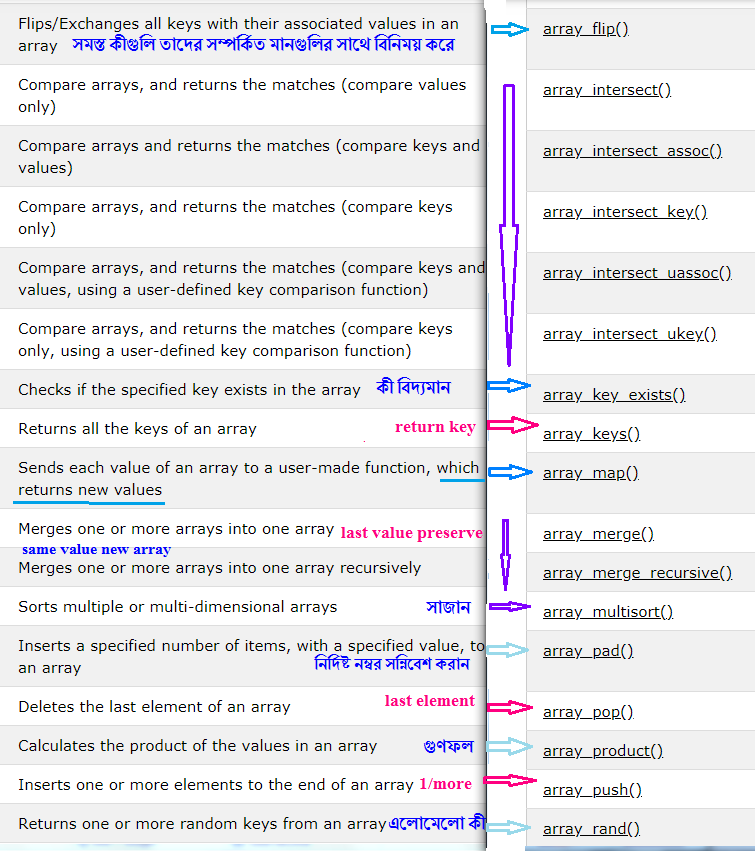 Flips/Exchanges all keys with their associated values in an
array সমস্ত কীগুলি তাদের সম্পর্কিত মানগুলির সাথে বিনিময় করে
array_flip()
Compare arrays, and returns the matches (compare values
only)
array_intersect()
Compare arrays and returns the matches (compare keys and
values)
array_intersect_assoc()
Compare arrays, and returns the matches (compare keys
only)
array_intersect_key()
Compare arrays, and returns the matches (compare keys and
values, using a user-defined key comparison function)
array_intersect_uassoc()
Compare arrays, and returns the matches (compare keys
only, using a user-defined key comparison function)
array_intersect_ukey()
Checks if the specified key exists in the array কী বিদ্যমান
array_key_exists()
Returns all the keys of an array return key
array_keys()
Sends each value of an array to a user-made function, which
returns new values
array_map()
Merges one or more arrays into one array last value preserve
array_merge()
same value new array
Merges one or more arrays into one array recursively
array_merge_recursive()
Sorts multiple or multi-dimensional arrays সাজান
array_multisort()
Inserts a specified number of items, with a specified value, to
an array নির্দিষ্ট নম্বর সন্নিবেশ করান
array_pad()
Deletes the last element of an array last element
array_pop()
Calculates the product of the values in an array গুণফল
array_product()
Inserts one or more elements to the end of an array 1/more
array_push()
Returns one or more random keys from an array এলোমেলো কী
array_rand()